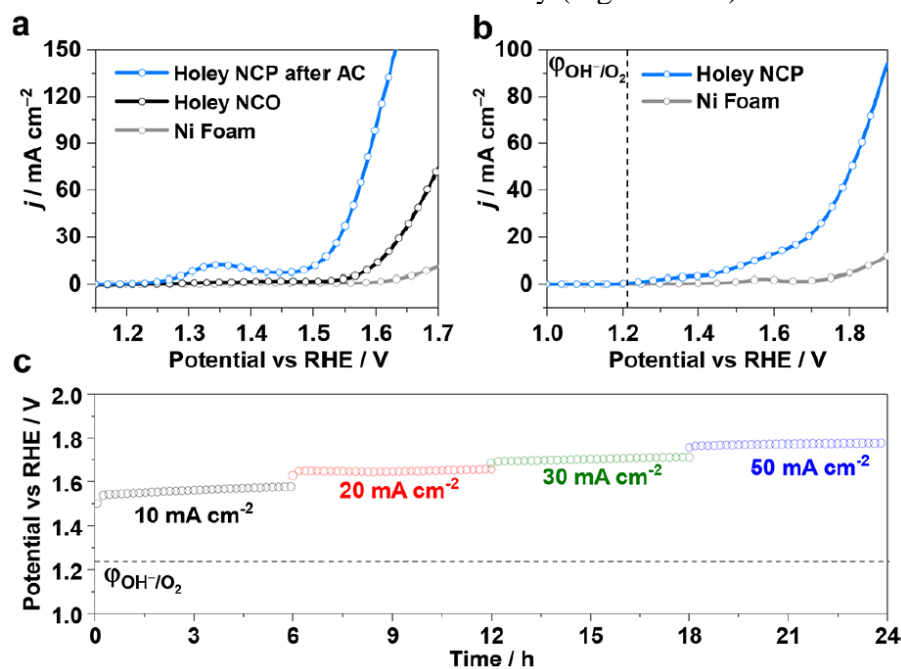 a
150
120
90
60
30
0
j / mA cm⁻²
Holey NCP after AC
Holey NCO
Ni Foam
1.2 1.3 1.4 1.5 1.6 1.7
Potential vs RHE / V
b
100
80
60
40
20
0
j / mA cm⁻²
φOH⁻/O₂
Holey NCP
Ni Foam
1.0 1.2 1.4 1.6 1.8
Potential vs RHE / V
c
2.0
1.8
1.6
1.4
1.2
1.0
Potential vs RHE / V
10 mA cm⁻²
20 mA cm⁻²
30 mA cm⁻²
50 mA cm⁻²
φOH⁻/O₂
0 3 6 9 12 15 18 21 24
Time / h